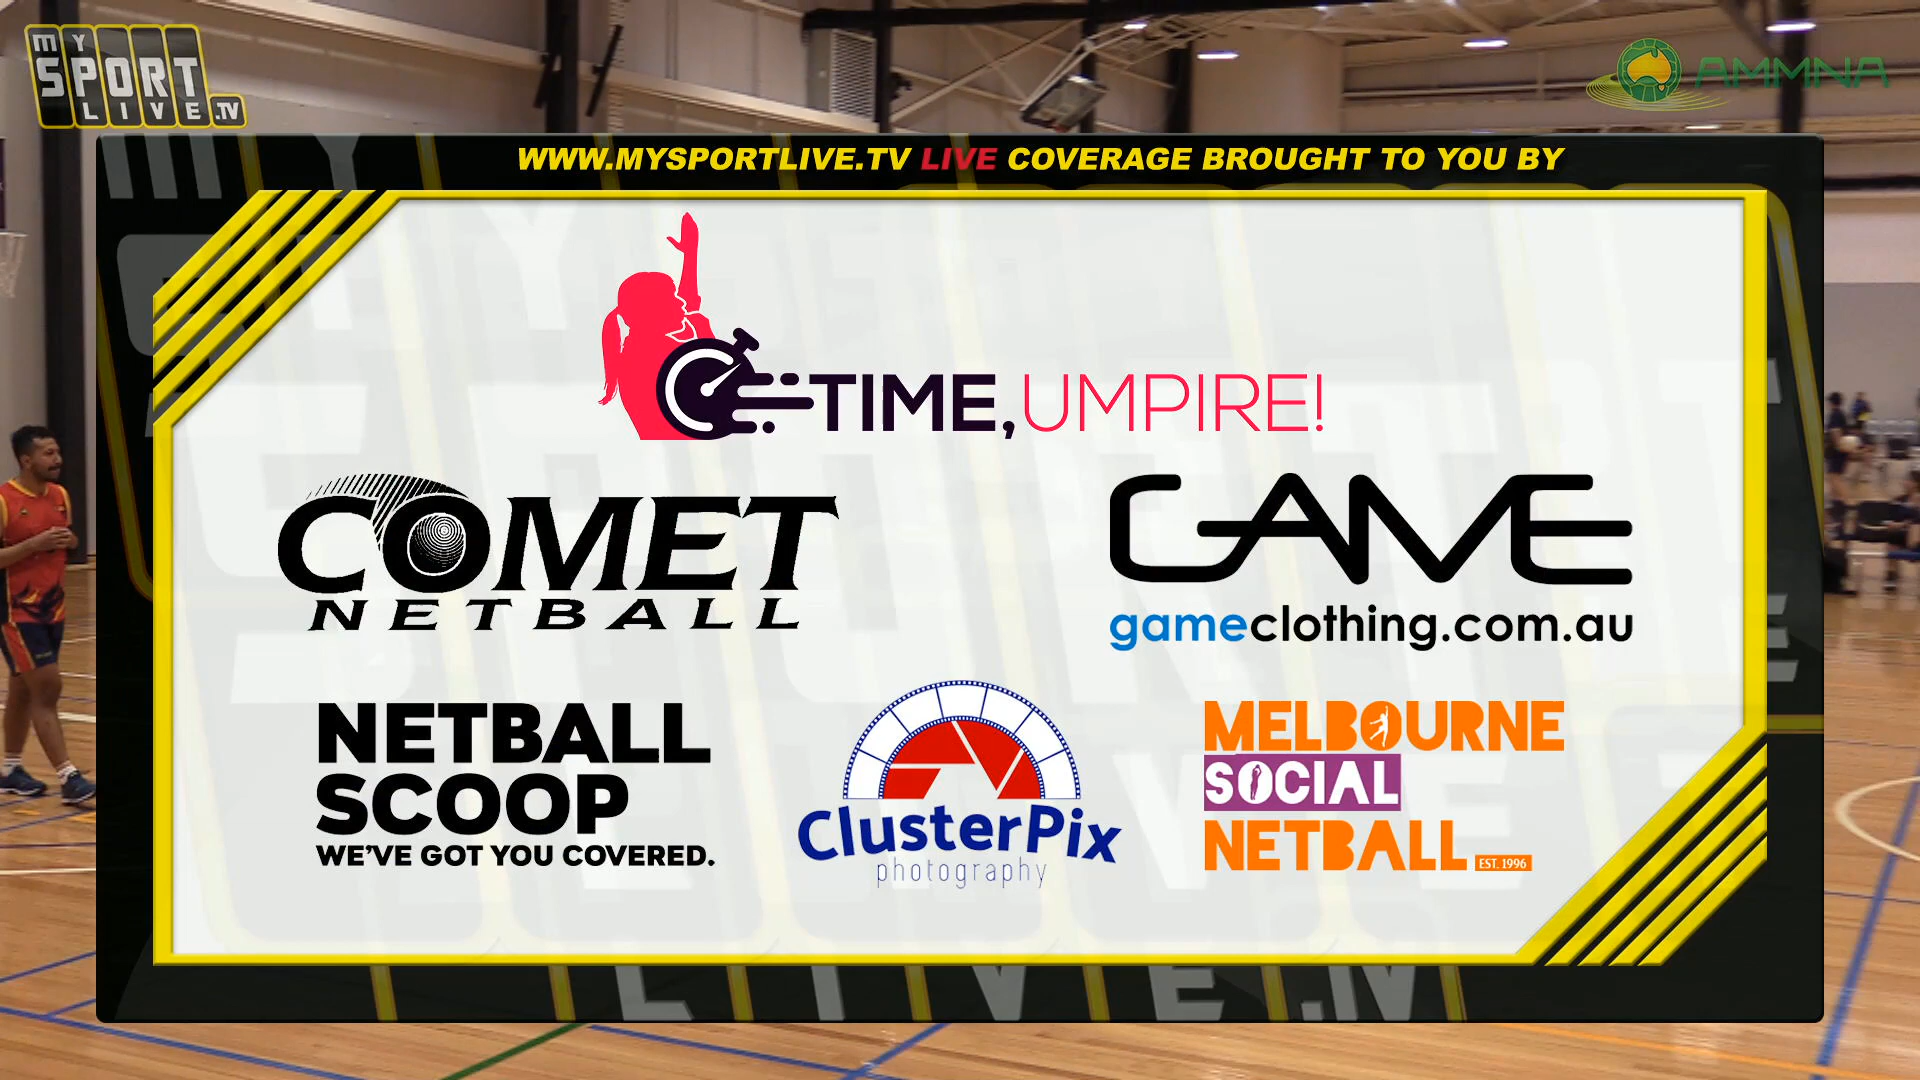 MY
SPORT
LIVE.TV
AMMNA
WWW.MYSPORTLIVE.TV LIVE COVERAGE BROUGHT TO YOU BY
TIME, UMPIRE!
COMET
NETBALL
GAME
gameclothing.com.au
NETBALL
SCOOP
WE'VE GOT YOU COVERED.
ClusterPix
photography
MELBOURNE
SOCIAL
NETBALL
EST. 1996